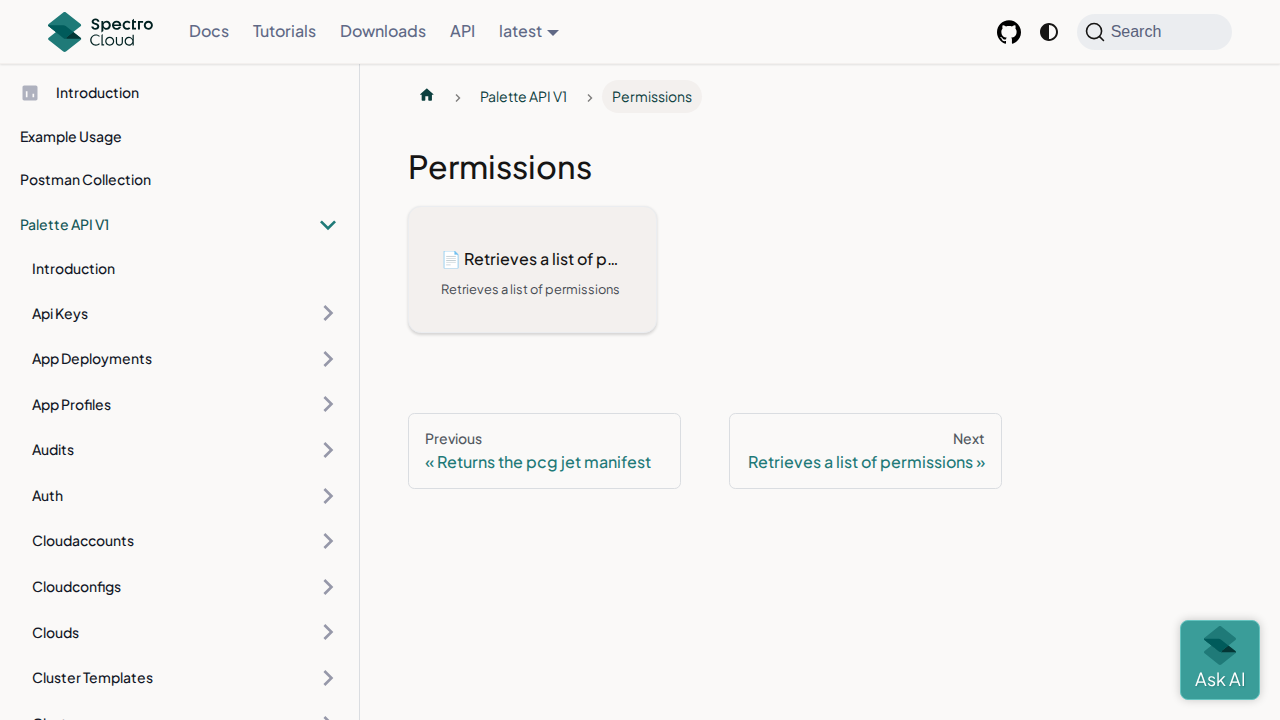 Spectro
Cloud
Docs
Tutorials
Downloads
API
latest
Search
Introduction
Example Usage
Postman Collection
Palette API V1
Introduction
Api Keys
App Deployments
App Profiles
Audits
Auth
Cloudaccounts
Cloudconfigs
Clouds
Cluster Templates
Palette API V1
Permissions
Permissions
📄️ Retrieves a list of p...
Retrieves a list of permissions
Previous
« Returns the pcg jet manifest
Next
Retrieves a list of permissions »
Ask AI